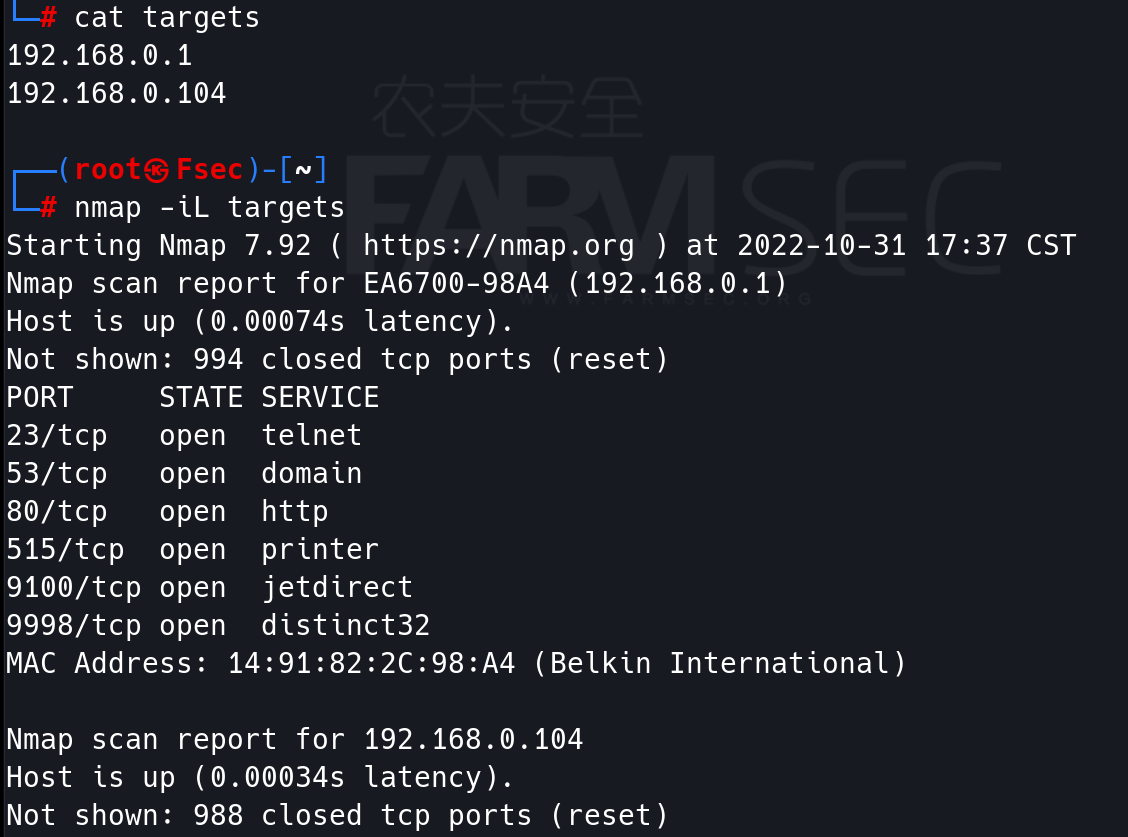 └─# cat targets
192.168.0.1
192.168.0.104
农夫安全
┌──(root㉿Fsec)-[~]
└─# nmap -iL targets
FARMSEC
Starting Nmap 7.92 ( https://nmap.org ) at 2022-10-31 17:37 CST
Nmap scan report for EA6700-98A4 (192.168.0.1)
WWW.FARMSEC.ORG
Host is up (0.00074s latency).
Not shown: 994 closed tcp ports (reset)
PORT     STATE SERVICE
23/tcp   open  telnet
53/tcp   open  domain
80/tcp   open  http
515/tcp  open  printer
9100/tcp open  jetdirect
9998/tcp open  distinct32
MAC Address: 14:91:82:2C:98:A4 (Belkin International)
Nmap scan report for 192.168.0.104
Host is up (0.00034s latency).
Not shown: 988 closed tcp ports (reset)